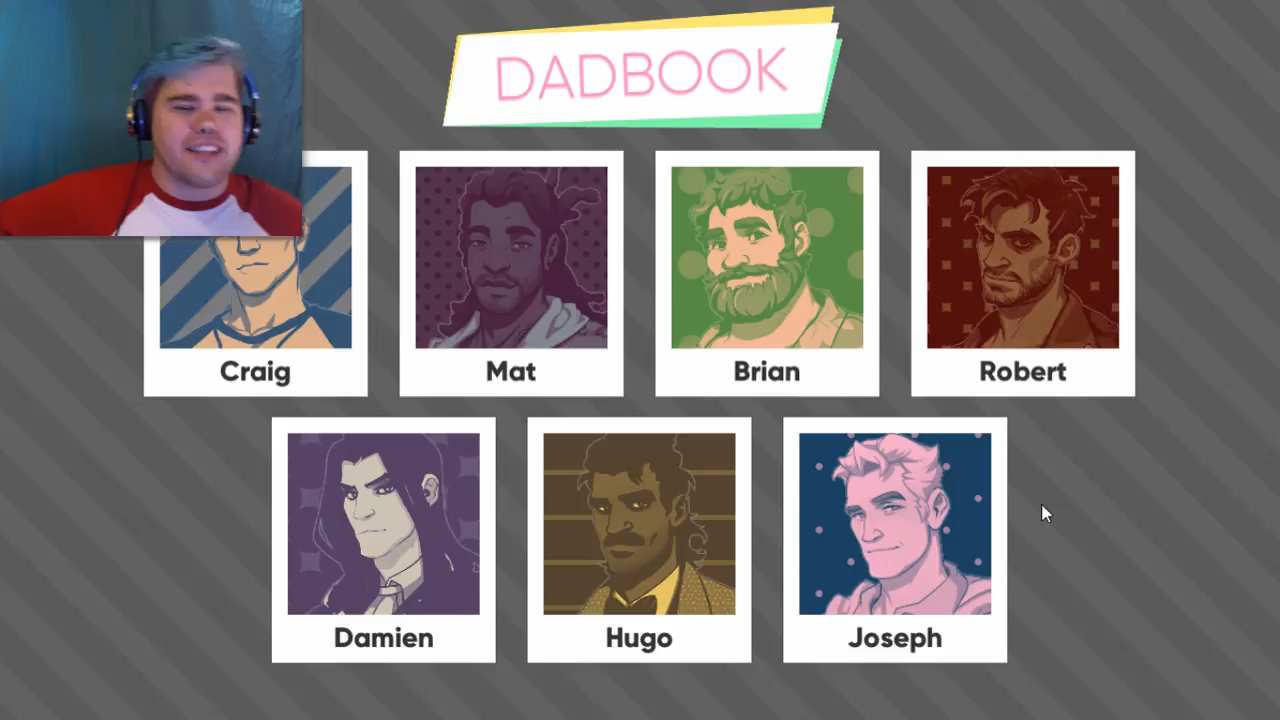 DADBOOK
Craig
Mat
Brian
Robert
Damien
Hugo
Joseph